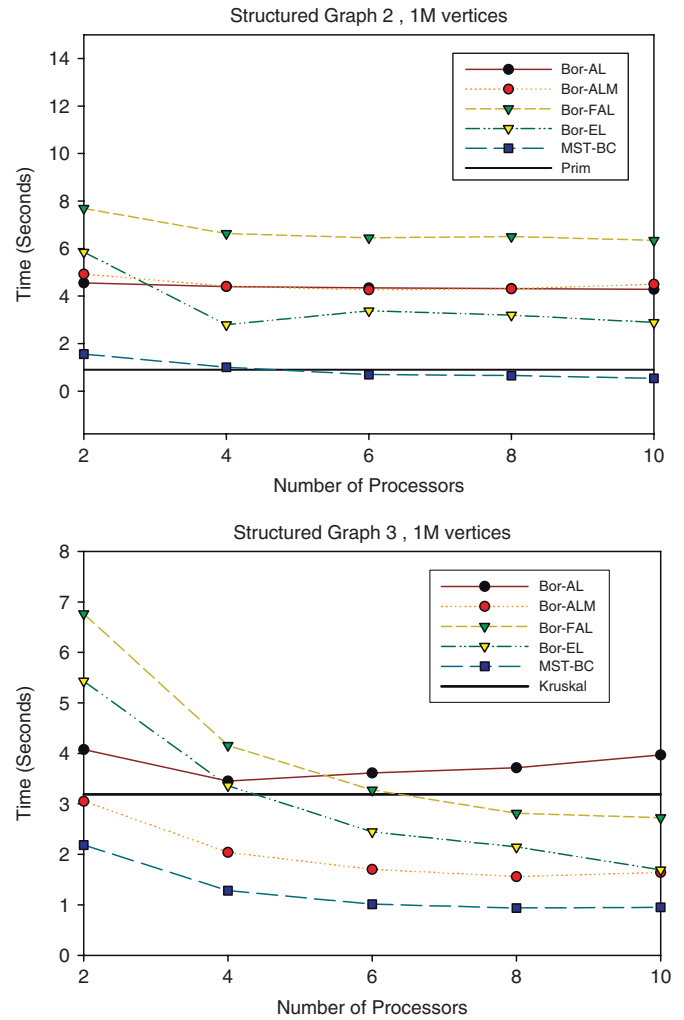 Structured Graph 2 , 1M vertices
14
12
10
8
6
4
2
0
Time (Seconds)
Bor-AL
Bor-ALM
Bor-FAL
Bor-EL
MST-BC
Prim
2
4
6
8
10
Number of Processors
Structured Graph 3 , 1M vertices
8
7
6
5
4
3
2
1
0
Time (Seconds)
Bor-AL
Bor-ALM
Bor-FAL
Bor-EL
MST-BC
Kruskal
2
4
6
8
10
Number of Processors